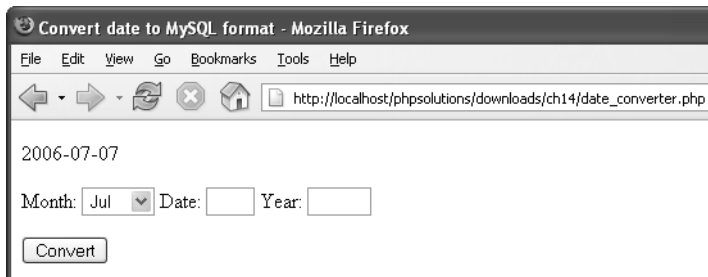 Convert date to MySQL format - Mozilla Firefox
File Edit View Go Bookmarks Tools Help
http://localhost/phpsolutions/downloads/ch14/date_converter.php
2006-07-07
Month: Jul Date: Year:
Convert